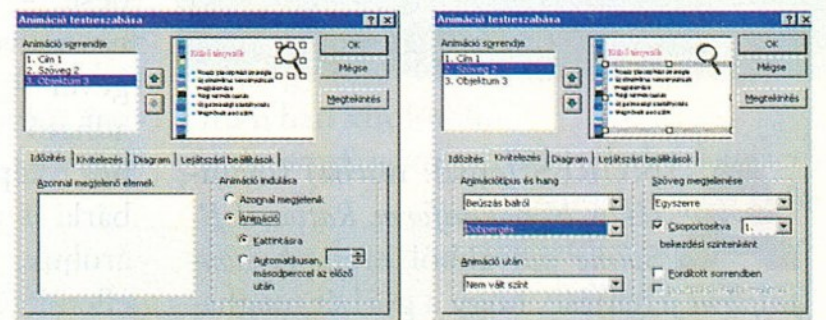 Animáció testreszabása
Animáció sorrendje
1. Cím 1
2. Szöveg 2
3. Objektum 3
OK
Mégse
Megtekintés
Időzítés
Kivitelezés
Diagram
Lejátszási beállítások
Azonnal megjelenő elemek
Animáció indulása
Azonnal megjelenik
Animáció
Kattintásra
Automatikusan,
másodperccel az előző
után
Animáció testreszabása
Animáció sorrendje
1. Cím 1
2. Szöveg 2
3. Objektum 3
OK
Mégse
Megtekintés
Időzítés
Kivitelezés
Diagram
Lejátszási beállítások
Animációtípus és hang
Beúszás balról
Dobpergés
Animáció után
Nem vált színt
Szöveg megjelenése
Egyszerre
Csoportosítva
1.
bekezdési szintenként
Fordított sorrendben